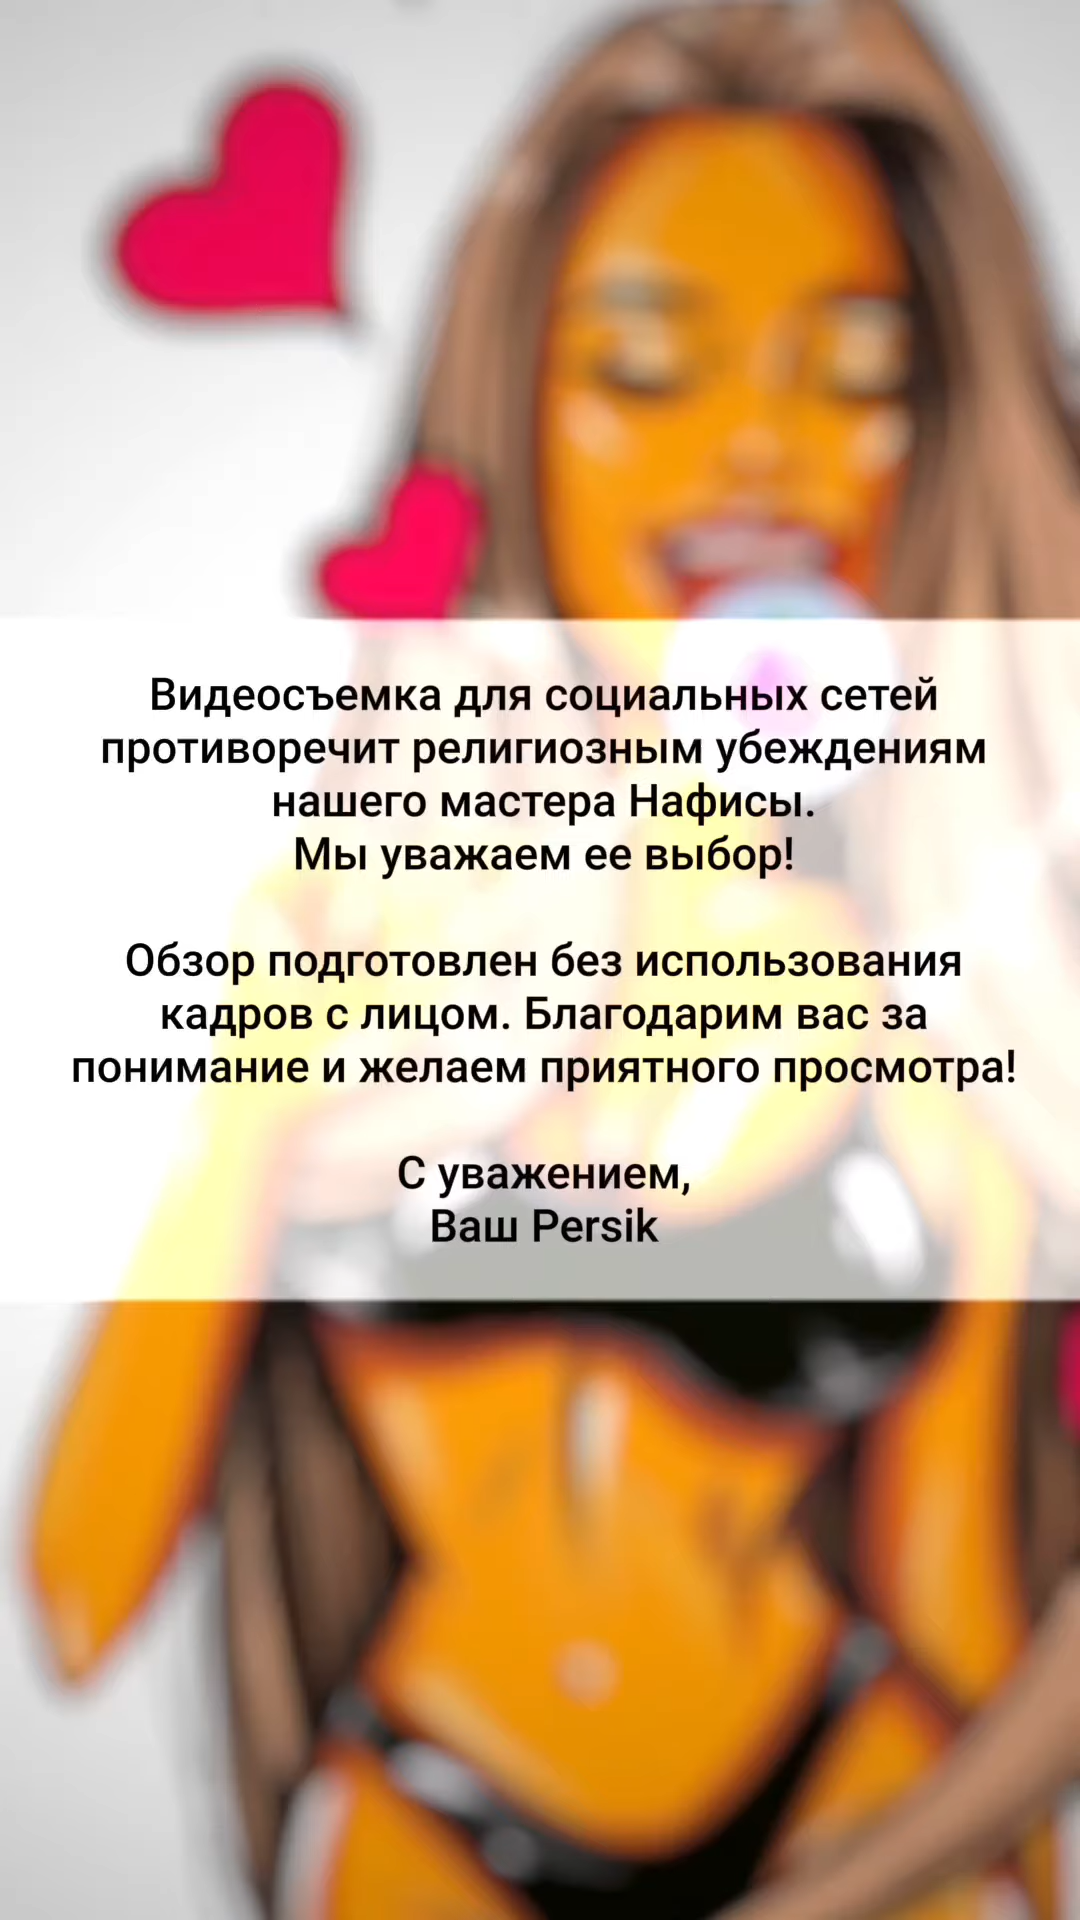 Видеосъемка для социальных сетей
противоречит религиозным убеждениям
нашего мастера Нафисы.
Мы уважаем ее выбор!
Обзор подготовлен без использования
кадров с лицом. Благодарим вас за
понимание и желаем приятного просмотра!
С уважением,
Ваш Persik